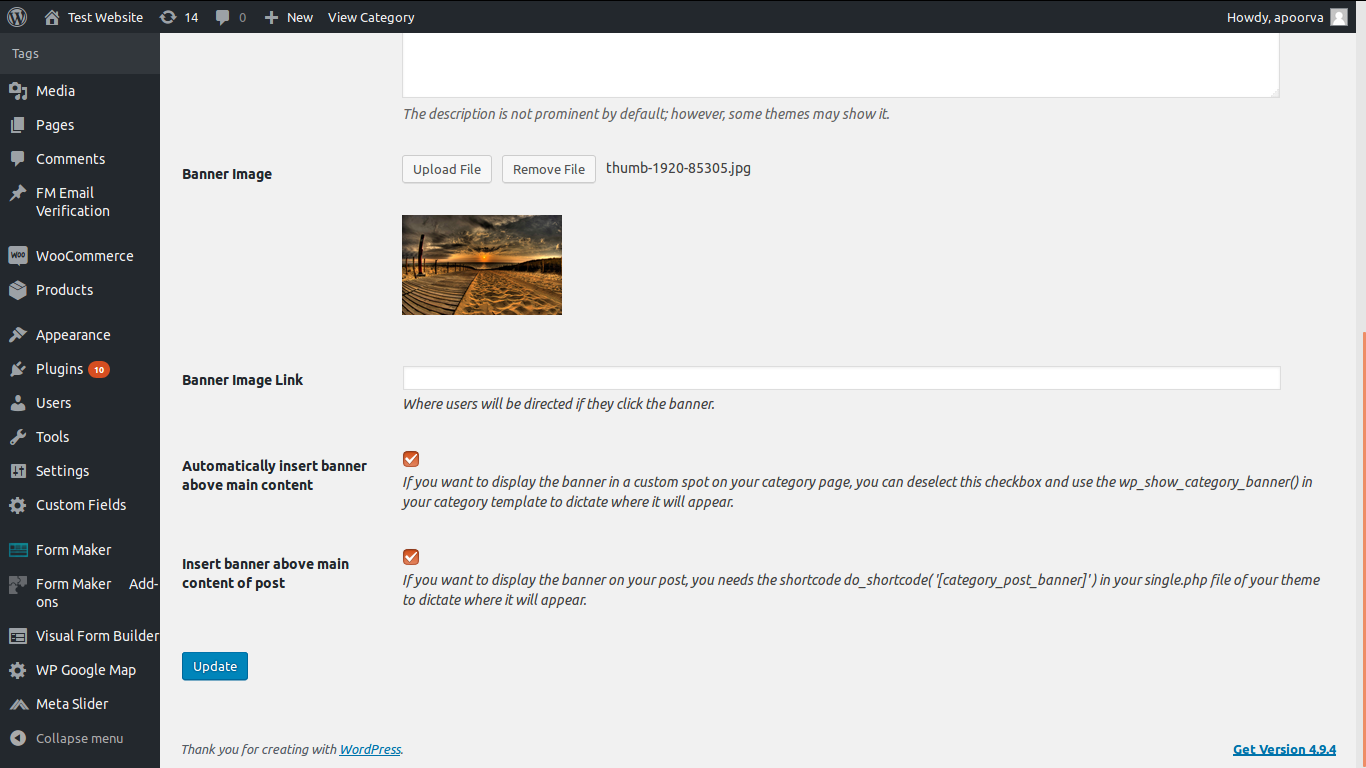 Test Website 14 0 New View Category Howdy, apoorva
Tags
Media
Pages
Comments
FM Email
Verification
WOO WooCommerce
Products
Appearance
Plugins 10
Users
Tools
Settings
Custom Fields
Form Maker
Form Maker Add-
ons
Visual Form Builder
WP Google Map
Meta Slider
Collapse menu
The description is not prominent by default; however, some themes may show it.
Banner Image
Upload File Remove File thumb-1920-85305.jpg
Banner Image Link
Where users will be directed if they click the banner.
Automatically insert banner
above main content
If you want to display the banner in a custom spot on your category page, you can deselect this checkbox and use the wp_show_category_banner() in
your category template to dictate where it will appear.
Insert banner above main
content of post
If you want to display the banner on your post, you needs the shortcode do_shortcode( '[category_post_banner]' ) in your single.php file of your theme
to dictate where it will appear.
Update
Thank you for creating with WordPress.
Get Version 4.9.4